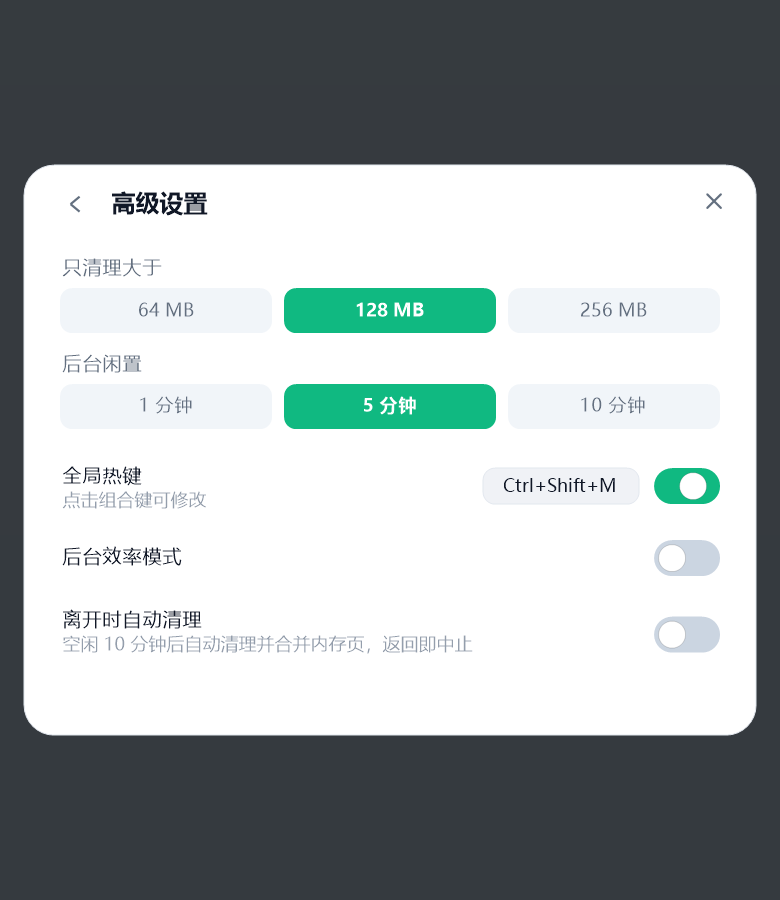 高级设置
只清理大于
64 MB
128 MB
256 MB
后台闲置
1 分钟
5 分钟
10 分钟
全局热键
点击组合键可修改
Ctrl+Shift+M
后台效率模式
离开时自动清理
空闲 10 分钟后自动清理并合并内存页，返回即中止